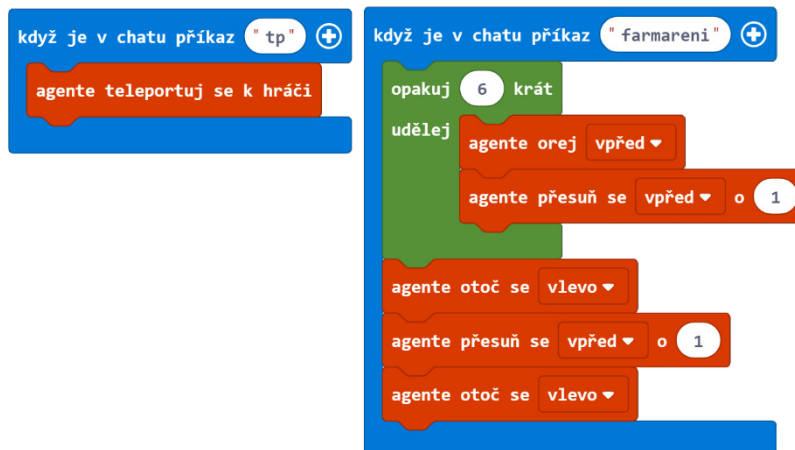 když je v chatu příkaz "tp"
agente teleportuj se k hráči
když je v chatu příkaz "farmareni"
opakuj 6 krát
udělej
agente orej vpřed
agente přesuň se vpřed o 1
agente otoč se vlevo
agente přesuň se vpřed o 1
agente otoč se vlevo